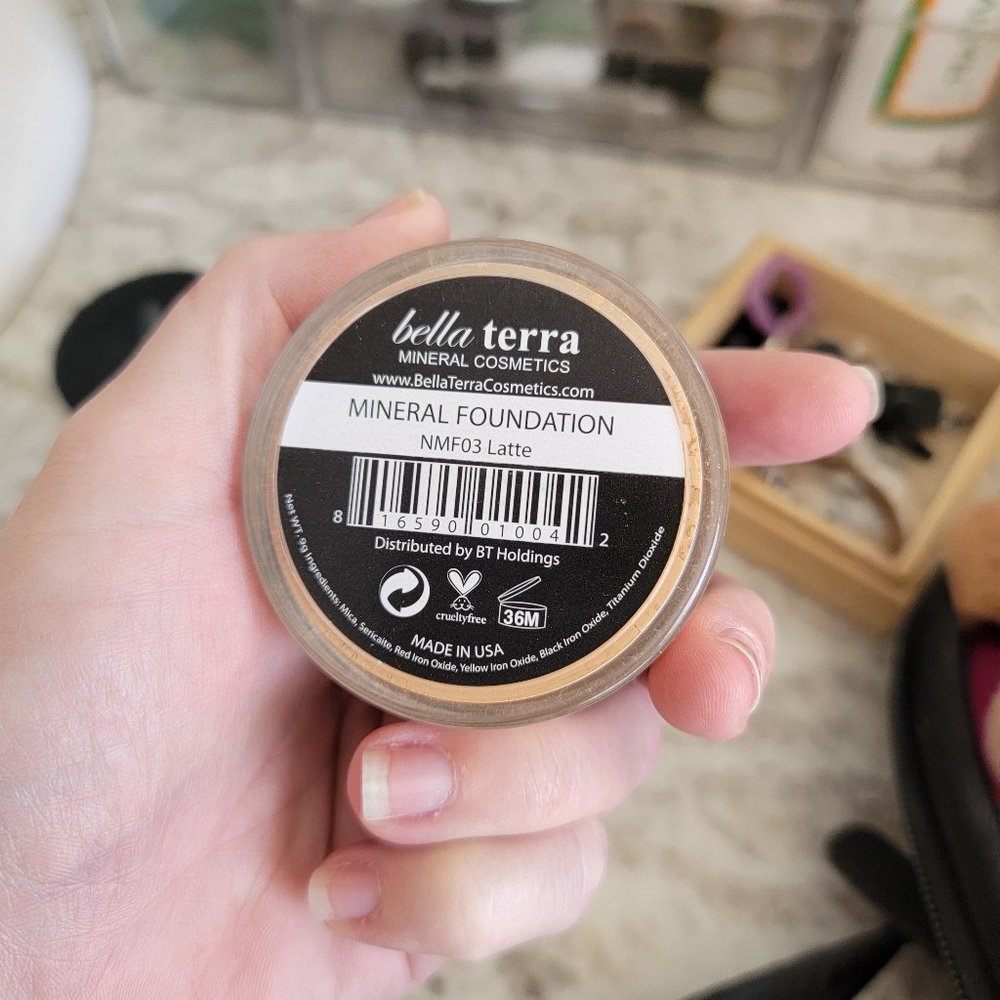 bella terra
MINERAL COSMETICS
www.BellaTerraCosmetics.com
MINERAL FOUNDATION
NMF03 Latte
8 16590 01004 2
Distributed by BT Holdings
crueltyfree
36M
MADE IN USA
Net WT. 9g Ingredients: Mica, Sericaite, Red Iron Oxide, Yellow Iron Oxide, Black Iron Oxide, Titanium Dioxide